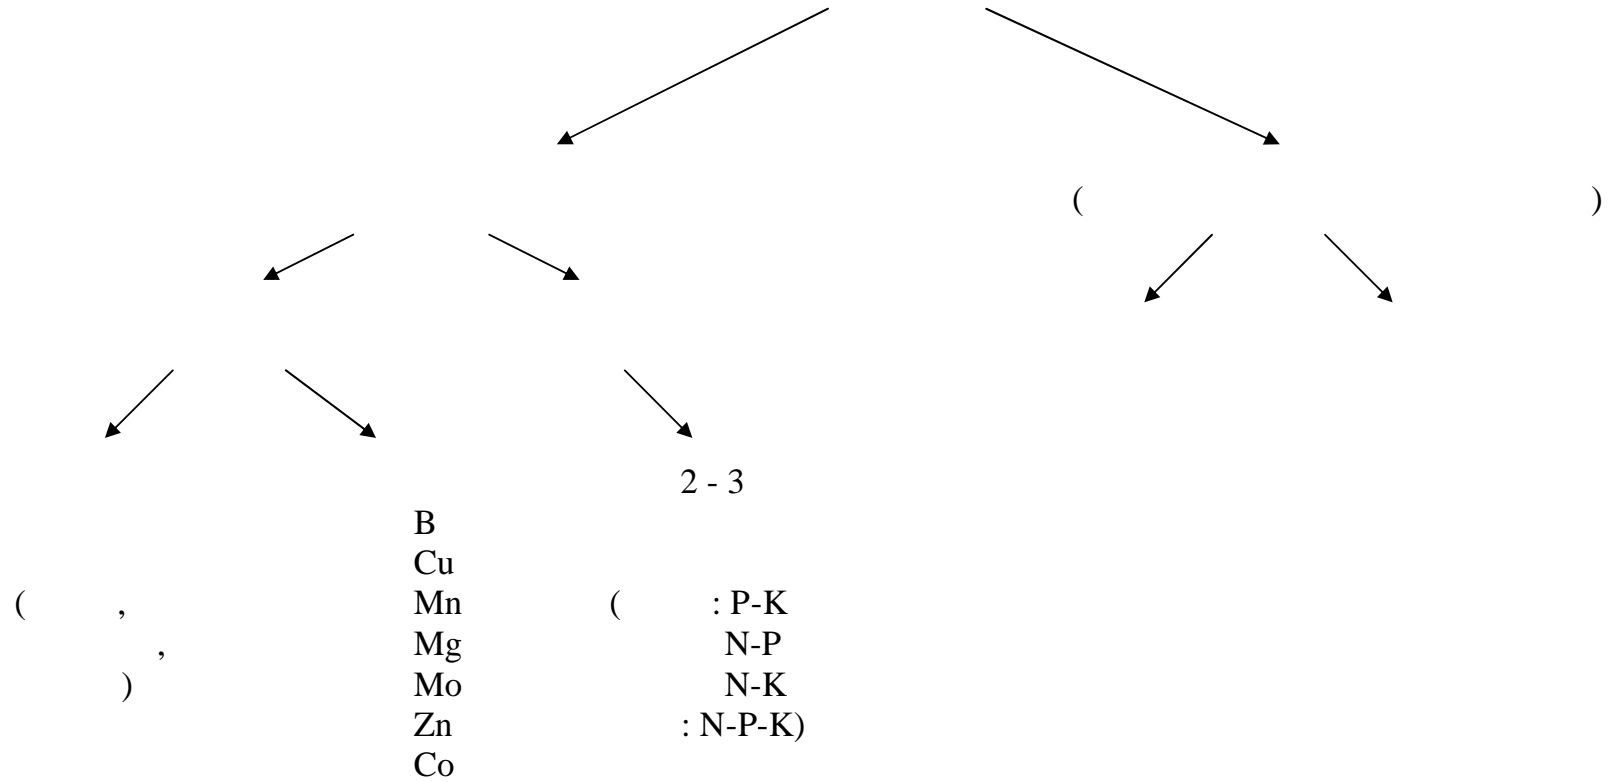 ( )
2 - 3
B
Cu
( , Mn ( : P-K
, Mg N-P
) Mo N-K
Zn : N-P-K)
Co